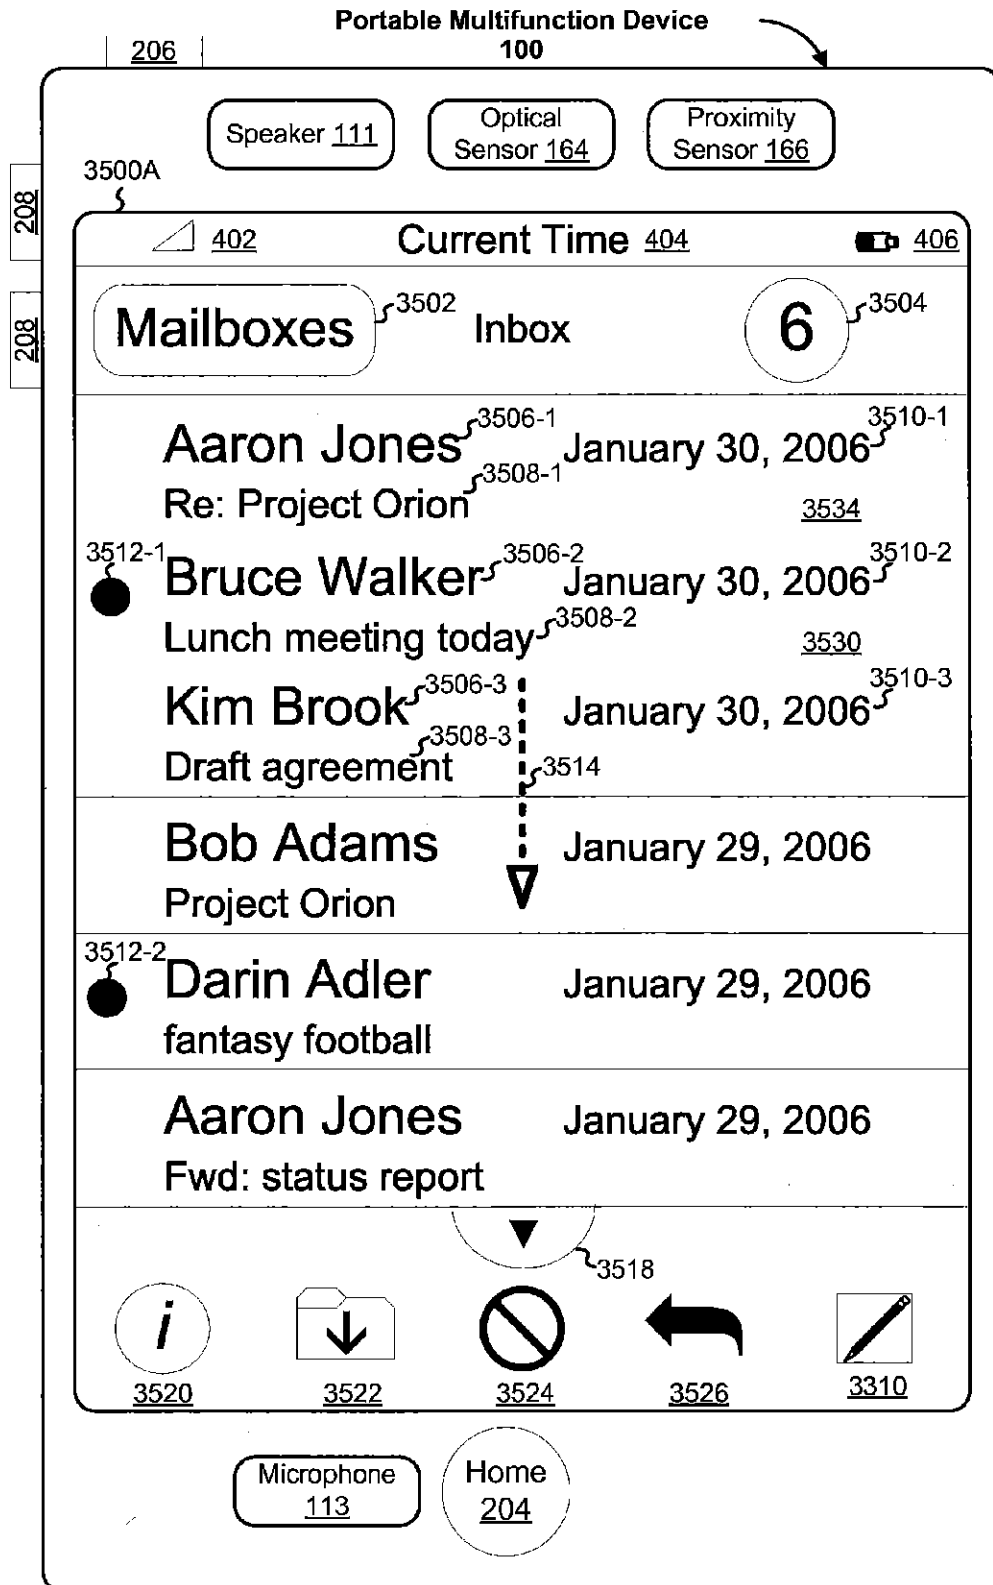 Portable Multifunction Device
100
206
Speaker 111
Optical
Sensor 164
Proximity
Sensor 166
3500A
208
208
402
Current Time 404
406
Mailboxes
3502
Inbox
6
3504
Aaron Jones
3506-1
January 30, 2006
3510-1
Re: Project Orion
3508-1
3534
3512-1
Bruce Walker
3506-2
January 30, 2006
3510-2
Lunch meeting today
3508-2
3530
Kim Brook
3506-3
January 30, 2006
3510-3
Draft agreement
3508-3
3514
Bob Adams
January 29, 2006
Project Orion
3512-2
Darin Adler
January 29, 2006
fantasy football
Aaron Jones
January 29, 2006
Fwd: status report
3518
i
3520
3522
3524
3526
3310
Microphone
113
Home
204